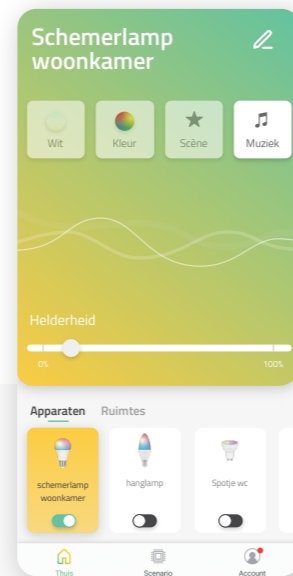 Schemerlamp
woonkamer
Wit
Kleur
Scène
Muziek
Helderheid
0%
100%
Apparaten
Ruimtes
schemerlamp
woonkamer
hanglamp
Spotje wc
Thuis
Scenario
Account